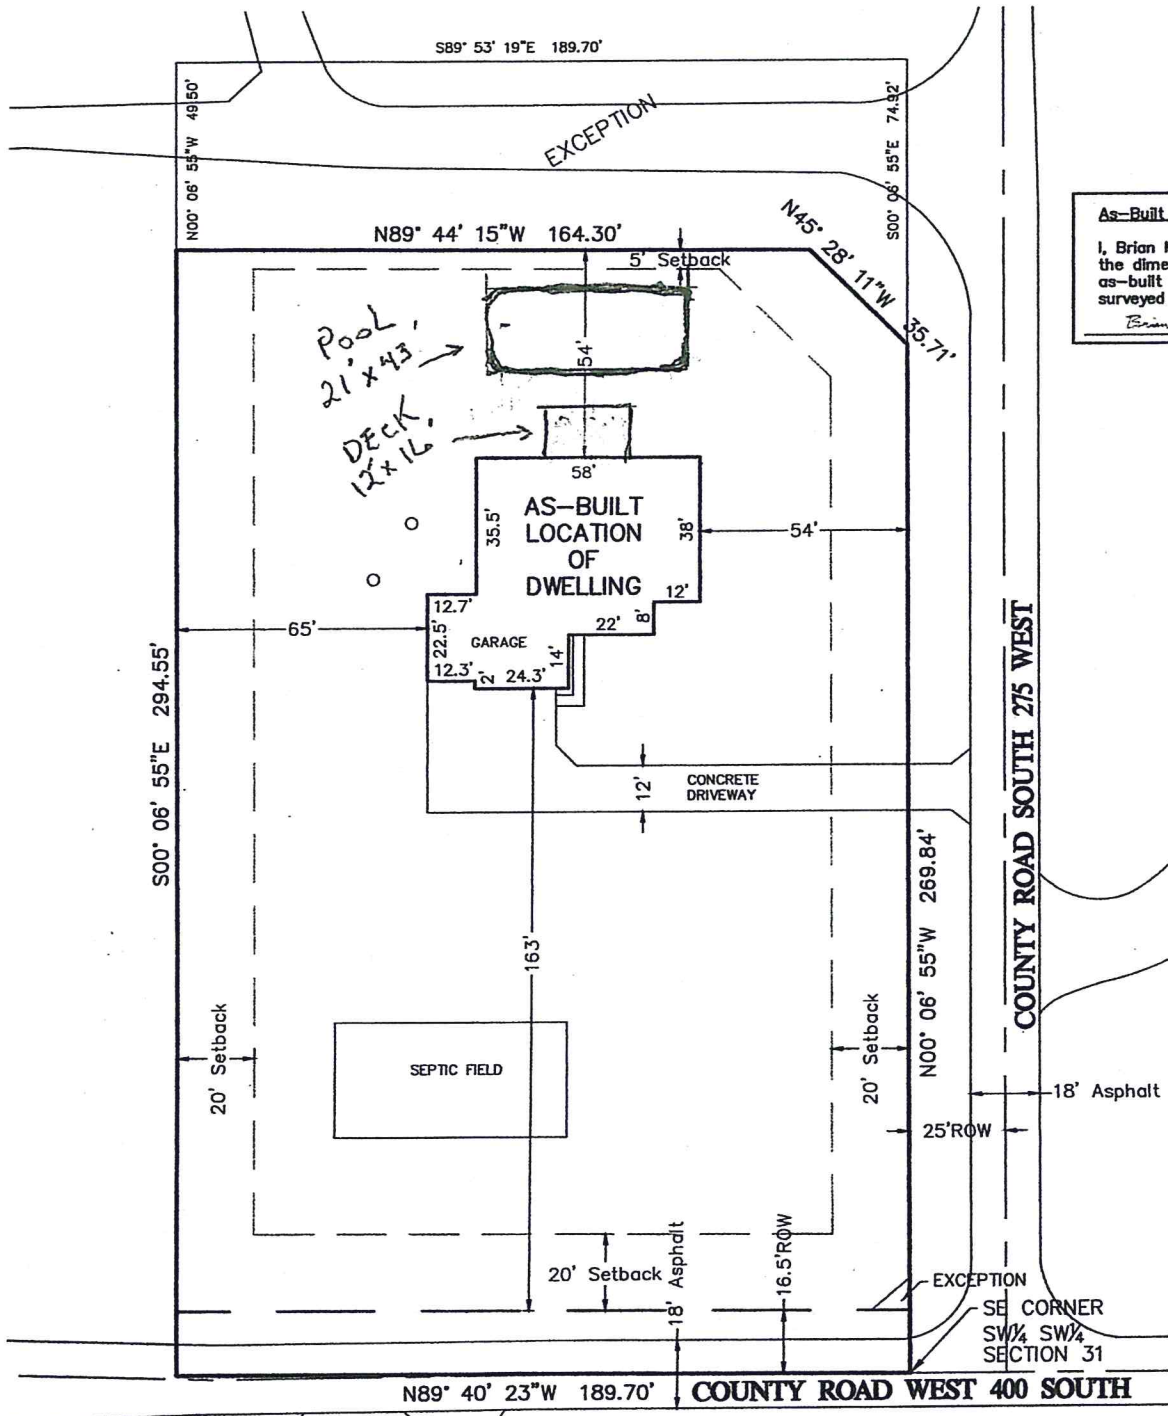 S89° 53' 19"E 189.70'
N00° 06' 55"W 49.50'
S00° 06' 55"E 74.92'
EXCEPTION
N89° 44' 15"W 164.30'
N45° 28' 11"W 35.71'
5' Setback
As-Built
I, Brian
the dime
as-built
surveyed
Brian
POOL
21' x 43'
54'
DECK
12' x 16
58'
AS-BUILT
LOCATION
OF
DWELLING
35.5'
38'
54'
12.7'
12'
8'
22'
65'
22.5'
GARAGE
14'
12.3'
2'
24.3'
S00° 06' 55"E 294.55'
CONCRETE
DRIVEWAY
12'
COUNTY ROAD SOUTH 275 WEST
N00° 06' 55"W 269.84'
163'
20' Setback
SEPTIC FIELD
20' Setback
18' Asphalt
25'ROW
20' Setback
18' Asphalt
16.5'ROW
EXCEPTION
SE CORNER
SW¼ SW¼
SECTION 31
N89° 40' 23"W 189.70'
COUNTY ROAD WEST 400 SOUTH